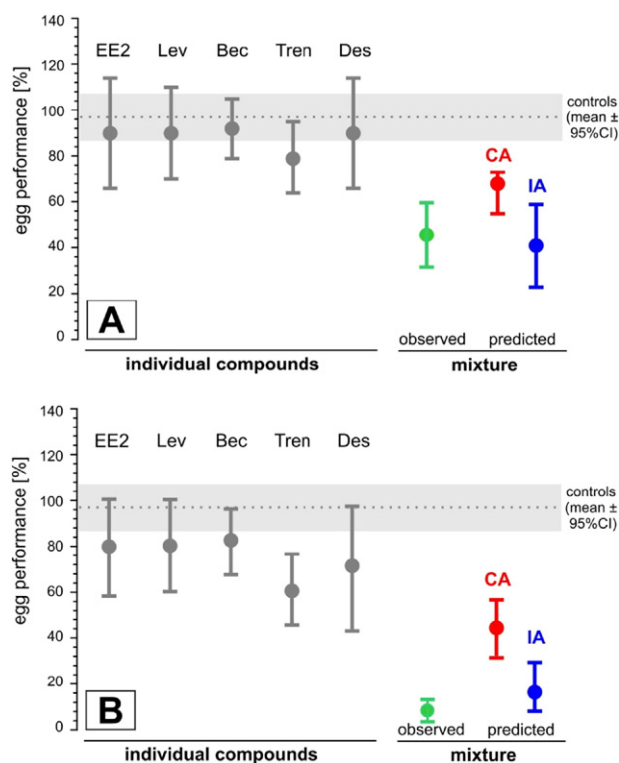 140
120
100
80
60
40
20
0
egg performance [%]
EE2 Lev Bec Tren Des
controls
(mean ±
95%CI)
CA
IA
A
observed predicted
individual compounds mixture
140
120
100
80
60
40
20
0
egg performance [%]
EE2 Lev Bec Tren Des
controls
(mean ±
95%CI)
CA
IA
B
observed predicted
individual compounds mixture